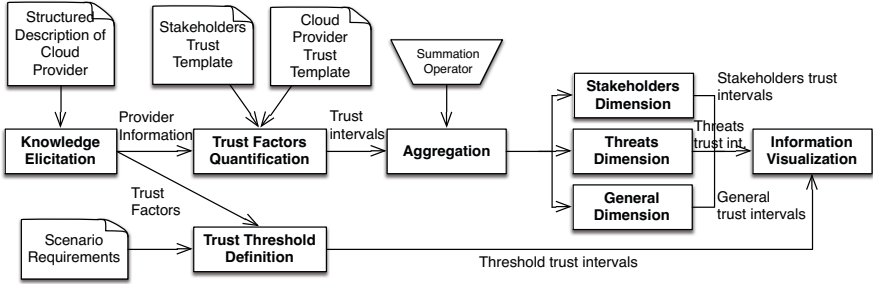 Structured
Description of
Cloud
Provider
Stakeholders
Trust
Template
Cloud
Provider
Trust
Template
Summation
Operator
Knowledge
Elicitation
Provider
Information
Trust Factors
Quantification
Trust
intervals
Aggregation
Stakeholders
Dimension
Stakeholders trust
intervals
Threats
Dimension
Threats
trust int.
General
Dimension
General
trust intervals
Information
Visualization
Trust
Factors
Scenario
Requirements
Trust Threshold
Definition
Threshold trust intervals